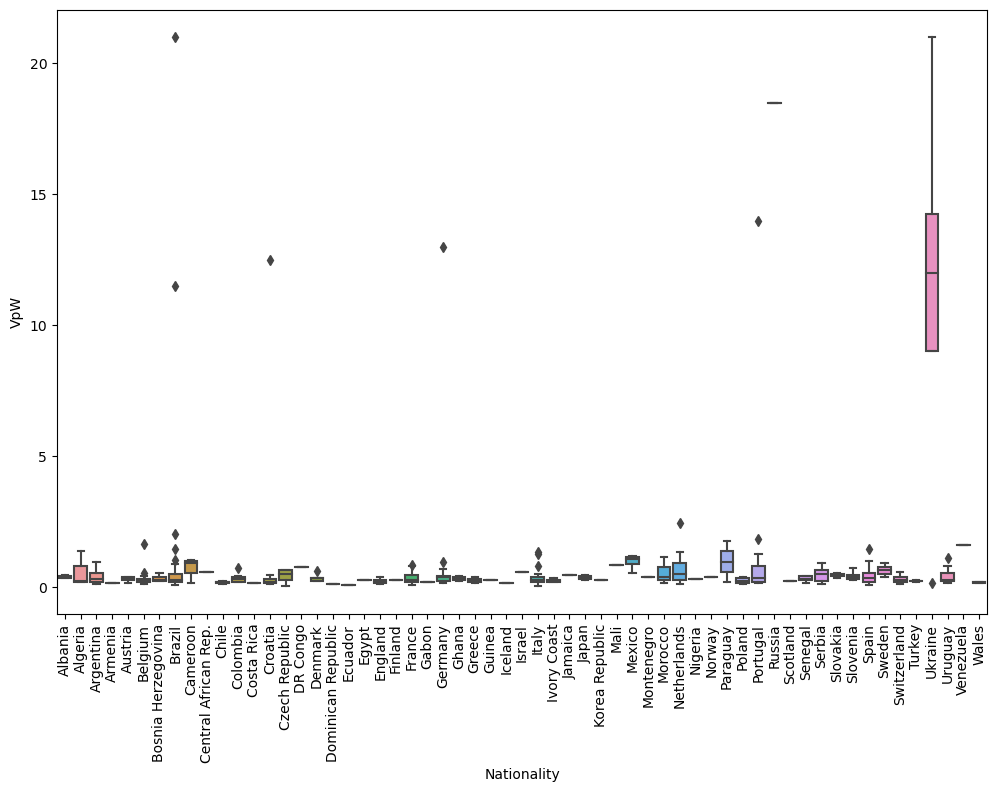 20
15
10
5
0
VpW
Albania
Algeria
Argentina
Armenia
Austria
Belgium
Bosnia Herzegovina
Brazil
Cameroon
Central African Rep.
Chile
Colombia
Costa Rica
Croatia
Czech Republic
DR Congo
Denmark
Dominican Republic
Ecuador
Egypt
England
Finland
France
Gabon
Germany
Ghana
Greece
Guinea
Iceland
Israel
Italy
Ivory Coast
Jamaica
Japan
Korea Republic
Mali
Mexico
Montenegro
Morocco
Netherlands
Nigeria
Norway
Paraguay
Poland
Portugal
Russia
Scotland
Senegal
Serbia
Slovakia
Slovenia
Spain
Sweden
Switzerland
Turkey
Ukraine
Uruguay
Venezuela
Wales
Nationality